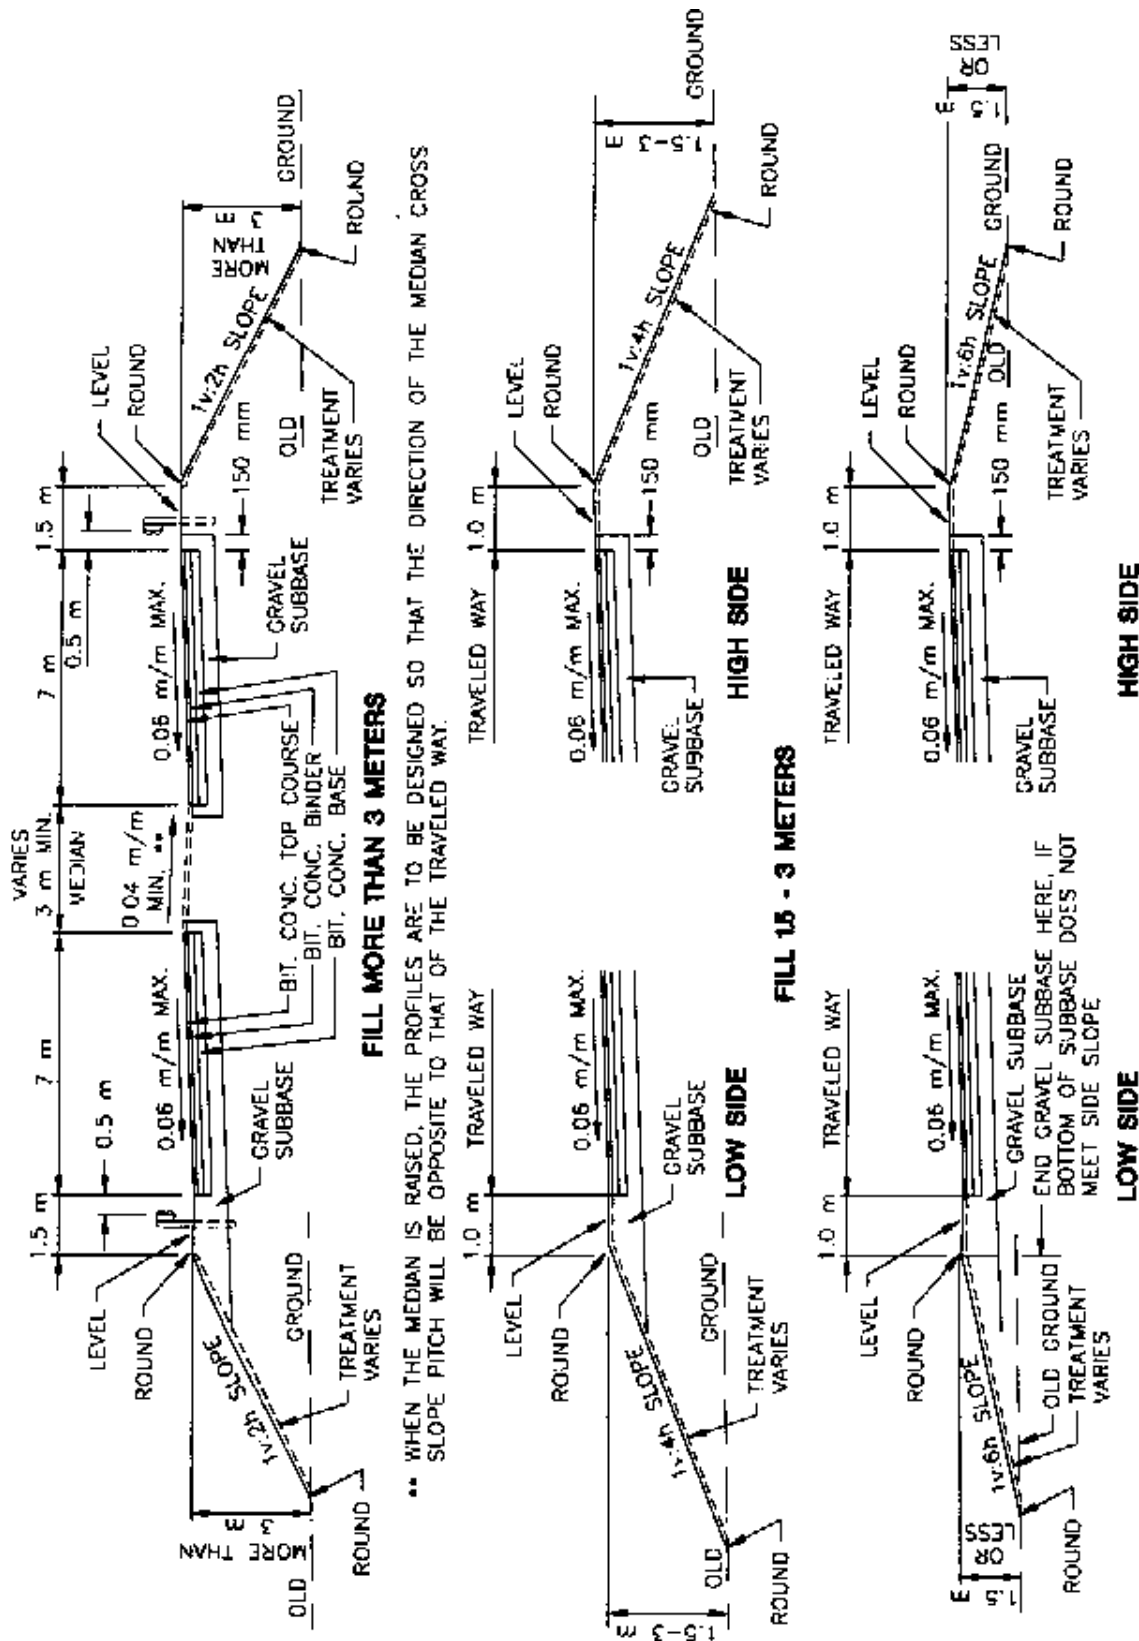 VARIES
1.5 m
7 m
3 m MIN.
7 m
1.5 m
0.5 m
MEDIAN
0.5 m
LEVEL
0.04 m/m
MIN. **
LEVEL
ROUND
0.06 m/m MAX.
0.06 m/m MAX.
ROUND
MORE THAN
3 m
1v:2h SLOPE
GRAVEL
SUBBASE
BIT. CONC. TOP COURSE
BIT. CONC. BINDER
BIT. CONC. BASE
GRAVEL
SUBBASE
150 mm
1v:2h SLOPE
MORE
THAN
3 m
OLD
GROUND
OLD
GROUND
ROUND
TREATMENT
VARIES
TREATMENT
VARIES
ROUND
FILL MORE THAN 3 METERS
** WHEN THE MEDIAN IS RAISED, THE PROFILES ARE TO BE DESIGNED SO THAT THE DIRECTION OF THE MEDIAN CROSS
SLOPE PITCH WILL BE OPPOSITE TO THAT OF THE TRAVELED WAY.
1.0 m
TRAVELED WAY
TRAVELED WAY
1.0 m
LEVEL
LEVEL
ROUND
0.06 m/m MAX.
0.06 m/m MAX.
ROUND
1.5-3
m
1v:4h SLOPE
GRAVEL
SUBBASE
GRAVEL
SUBBASE
150 mm
1v:4h SLOPE
1.5-3 m
OLD
GROUND
OLD
GROUND
ROUND
TREATMENT
VARIES
TREATMENT
VARIES
ROUND
LOW SIDE
HIGH SIDE
FILL 1.5 - 3 METERS
1.0 m
TRAVELED WAY
TRAVELED WAY
1.0 m
LEVEL
LEVEL
ROUND
0.06 m/m MAX.
0.06 m/m MAX.
ROUND
1.5
m
OR
LESS
1v:6h SLOPE
GRAVEL SUBBASE
GRAVEL
SUBBASE
150 mm
1v:6h SLOPE
1.5
m
OR
LESS
OLD GROUND
OLD
GROUND
ROUND
TREATMENT
VARIES
TREATMENT
VARIES
ROUND
END GRAVEL SUBBASE HERE, IF
BOTTOM OF SUBBASE DOES NOT
MEET SIDE SLOPE
LOW SIDE
HIGH SIDE